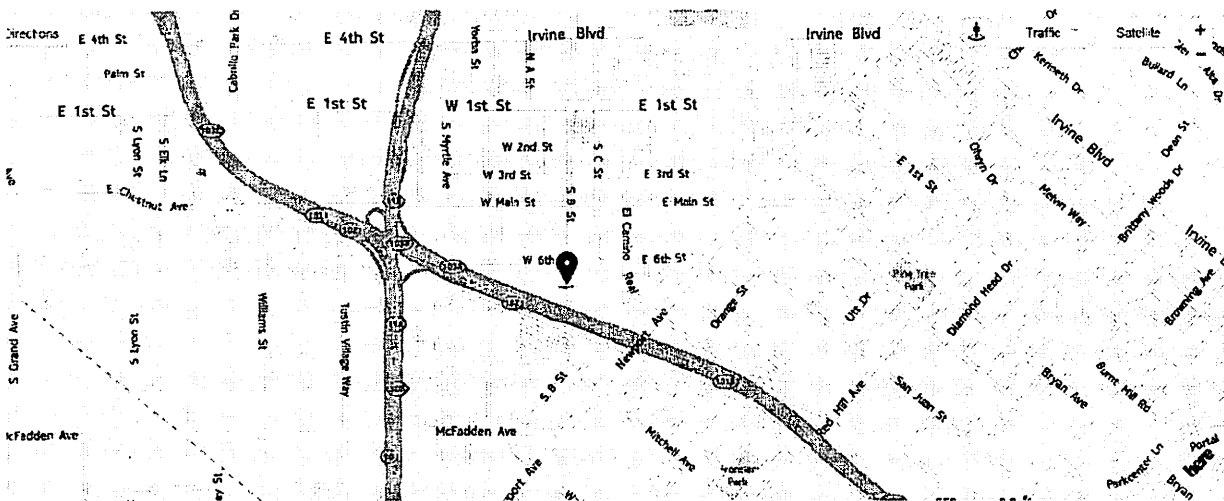 Directions
E 4th St
Cabrillo Park Dr
E 4th St
Yorba St
Irvine Blvd
N A St
Irvine Blvd
Traffic
Satellite
Palm St
Kenneth Dr
Bullard Ln
Alta Dr
E 1st St
E 1st St
W 1st St
E 1st St
S Lyon St
S Elk Ln
S Myrtle Ave
W 2nd St
S C St
Irvine Blvd
Dean St
E Chestnut Ave
W 3rd St
E 3rd St
E 1st St
W Main St
S B St
E Main St
Melvin Way
Brittany Woods Dr
W 6th
El Camino Real
E 6th St
Pine Tree
Park
Irvine
Williams St
Tustin Village Way
Orange St
Utt Dr
Diamond Head Dr
Browning Ave
S Grand Ave
S Lyon St
Newport Ave
S B St
Red Hill Ave
San Juan St
Bryan Ave
Burnt Mill Rd
McFadden Ave
Mitchell Ave
Frontier
Park
Parkcenter Ln
Portal
here
Bryan